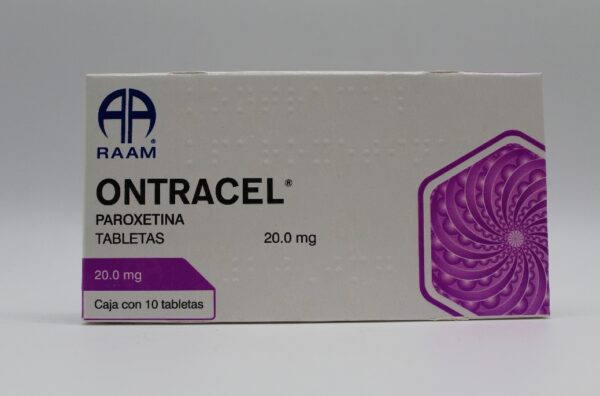 RAAM®
ONTRACEL®
PAROXETINA
TABLETAS 20.0 mg
20.0 mg
Caja con 10 tabletas